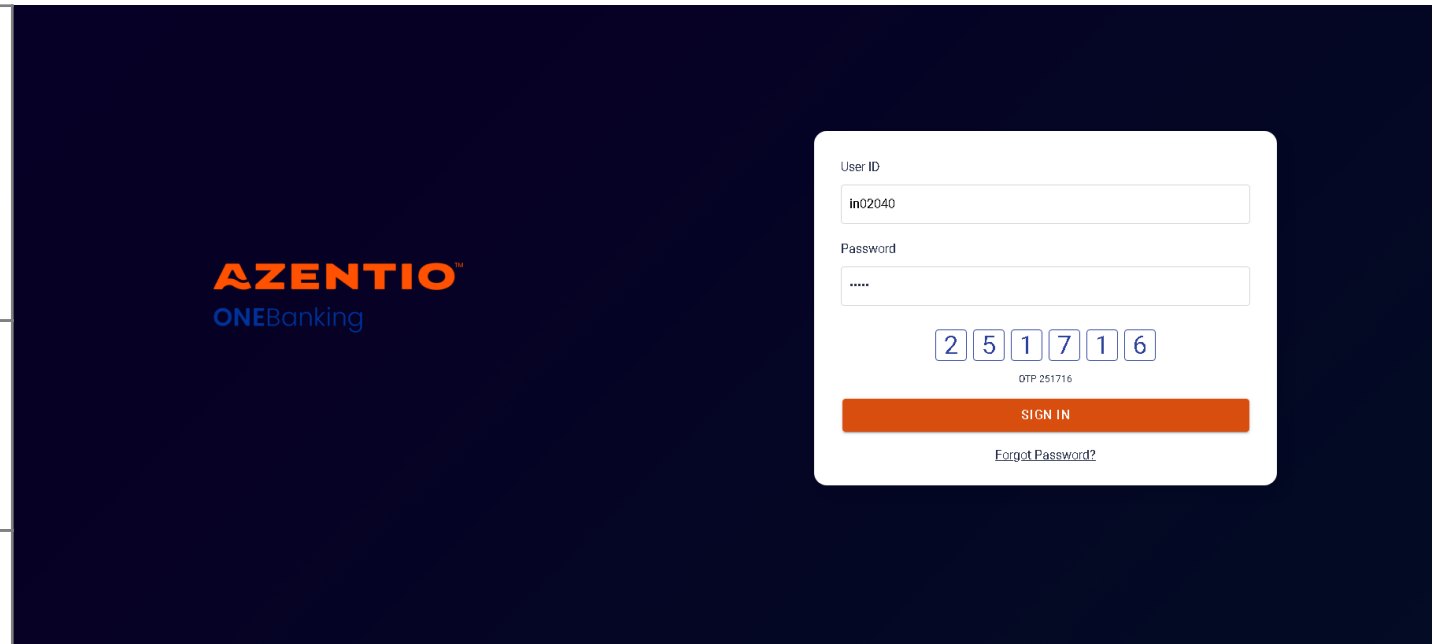 AZENTIO™
ONEBanking
User ID
in02040
Password
•••••
2 5 1 7 1 6
OTP 251716
SIGN IN
Forgot Password?